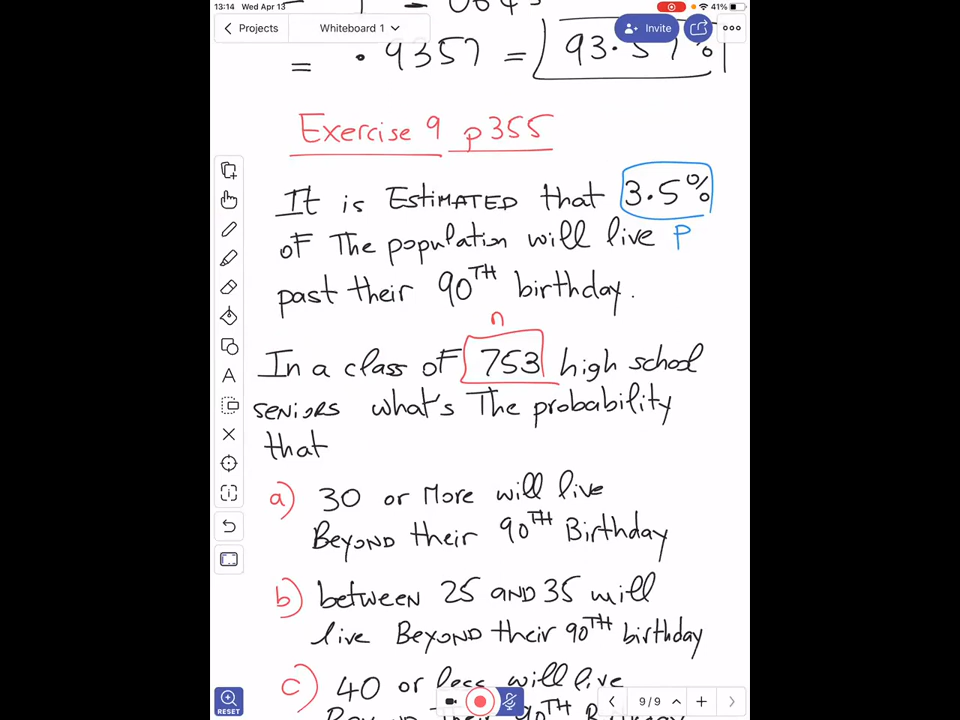 13:14 Wed Apr 13
41%
Projects
Whiteboard 1
Invite
= .9357 = 93.57%
Exercise 9 p355
It is EstimATED that 3.5%
of The population will live P
past their 90TH birthday.
n
In a class of 753 high school
seniors what's The probability
that
a) 30 or More will live
Beyond their 90TH Birthday
b) between 25 AND 35 will
live Beyond their 90TH birthday
c) 40 or less will live
RESET
9/9